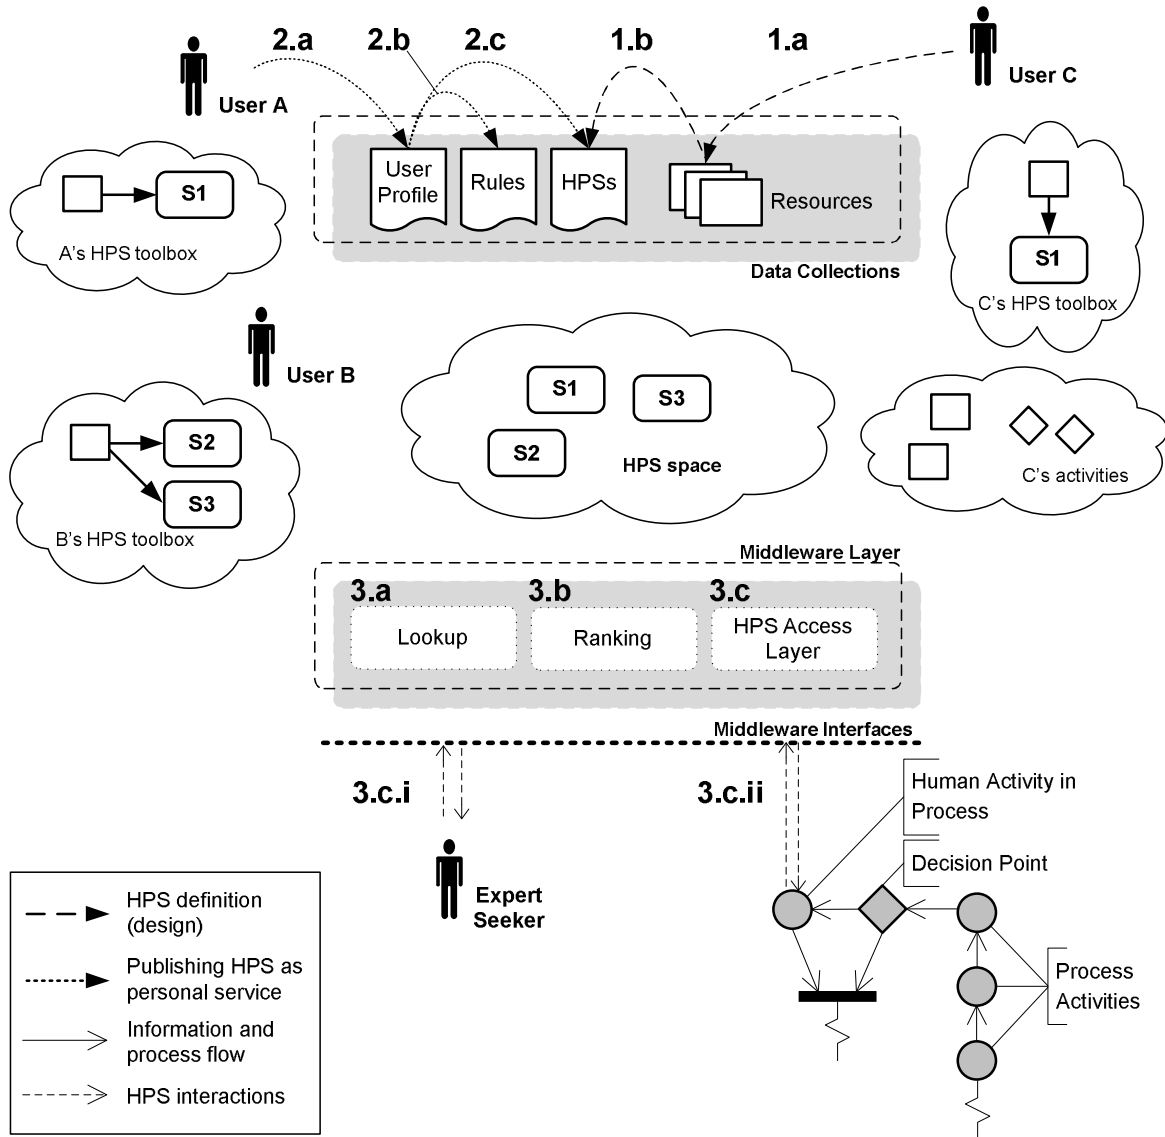 2.a
2.b
2.c
1.b
1.a
User A
User C
User
Profile
Rules
HPSs
Resources
Data Collections
S1
A's HPS toolbox
S1
C's HPS toolbox
User B
S2
S3
B's HPS toolbox
S1
S3
S2
HPS space
C's activities
Middleware Layer
3.a
3.b
3.c
Lookup
Ranking
HPS Access
Layer
Middleware Interfaces
3.c.i
3.c.ii
Human Activity in
Process
Decision Point
Expert
Seeker
Process
Activities
HPS definition
(design)
Publishing HPS as
personal service
Information and
process flow
HPS interactions